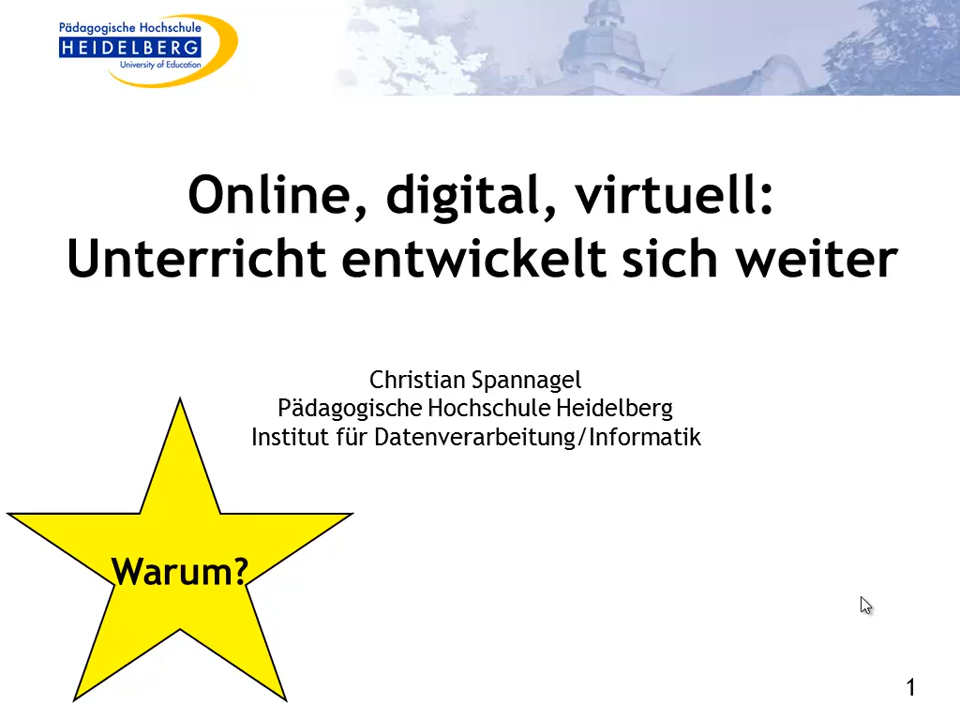 Pädagogische Hochschule
HEIDELBERG
University of Education
Online, digital, virtuell:
Unterricht entwickelt sich weiter
Christian Spannagel
Pädagogische Hochschule Heidelberg
Institut für Datenverarbeitung/Informatik
Warum?
1